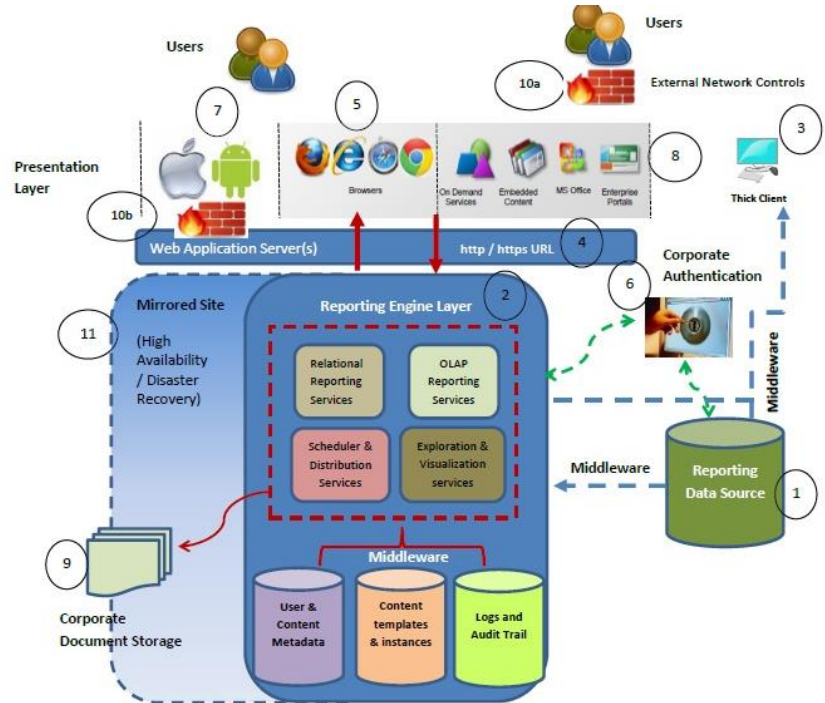 Users
Users
10a
External Network Controls
7
5
3
Presentation
Layer
Browsers
On Demand
Services
Embedded
Content
MS Office
Enterprise
Portals
8
Thick Client
10b
Web Application Server(s)
http / https URL
4
Corporate
Authentication
6
Mirrored Site
(High
Availability
/ Disaster
Recovery)
11
Reporting Engine Layer
2
Relational
Reporting
Services
OLAP
Reporting
Services
Scheduler &
Distribution
Services
Exploration &
Visualization
services
Middleware
Middleware
Reporting
Data Source
1
9
Corporate
Document Storage
Middleware
User &
Content
Metadata
Content
templates
& instances
Logs and
Audit Trail